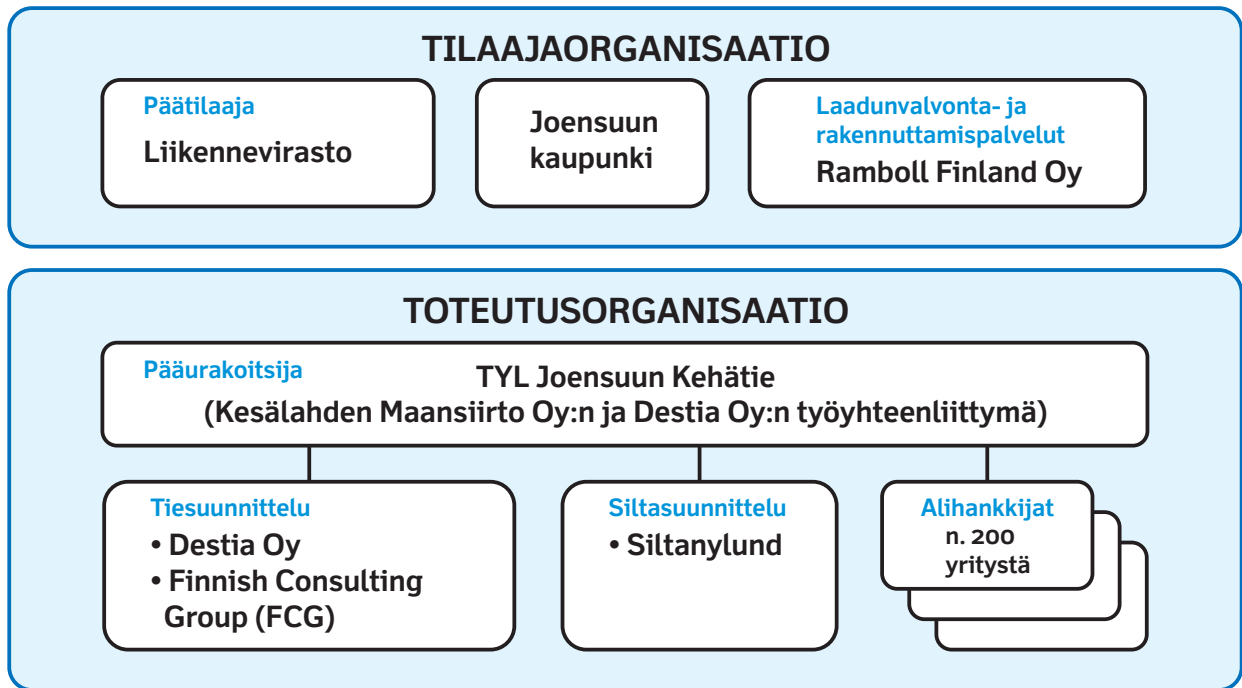 TILAAJAORGANISAATIO
Päätilaaja
Liikennevirasto
Joensuun
kaupunki
Laadunvalvonta- ja
rakennuttamispalvelut
Ramboll Finland Oy
TOTEUTUSORGANISAATIO
Pääurakoitsija
TYL Joensuun Kehätie
(Kesälahden Maansiirto Oy:n ja Destia Oy:n työyhteenliittymä)
Tiesuunnittelu
• Destia Oy
• Finnish Consulting
Group (FCG)
Siltasuunnittelu
• Siltanylund
Alihankkijat
n. 200
yritystä